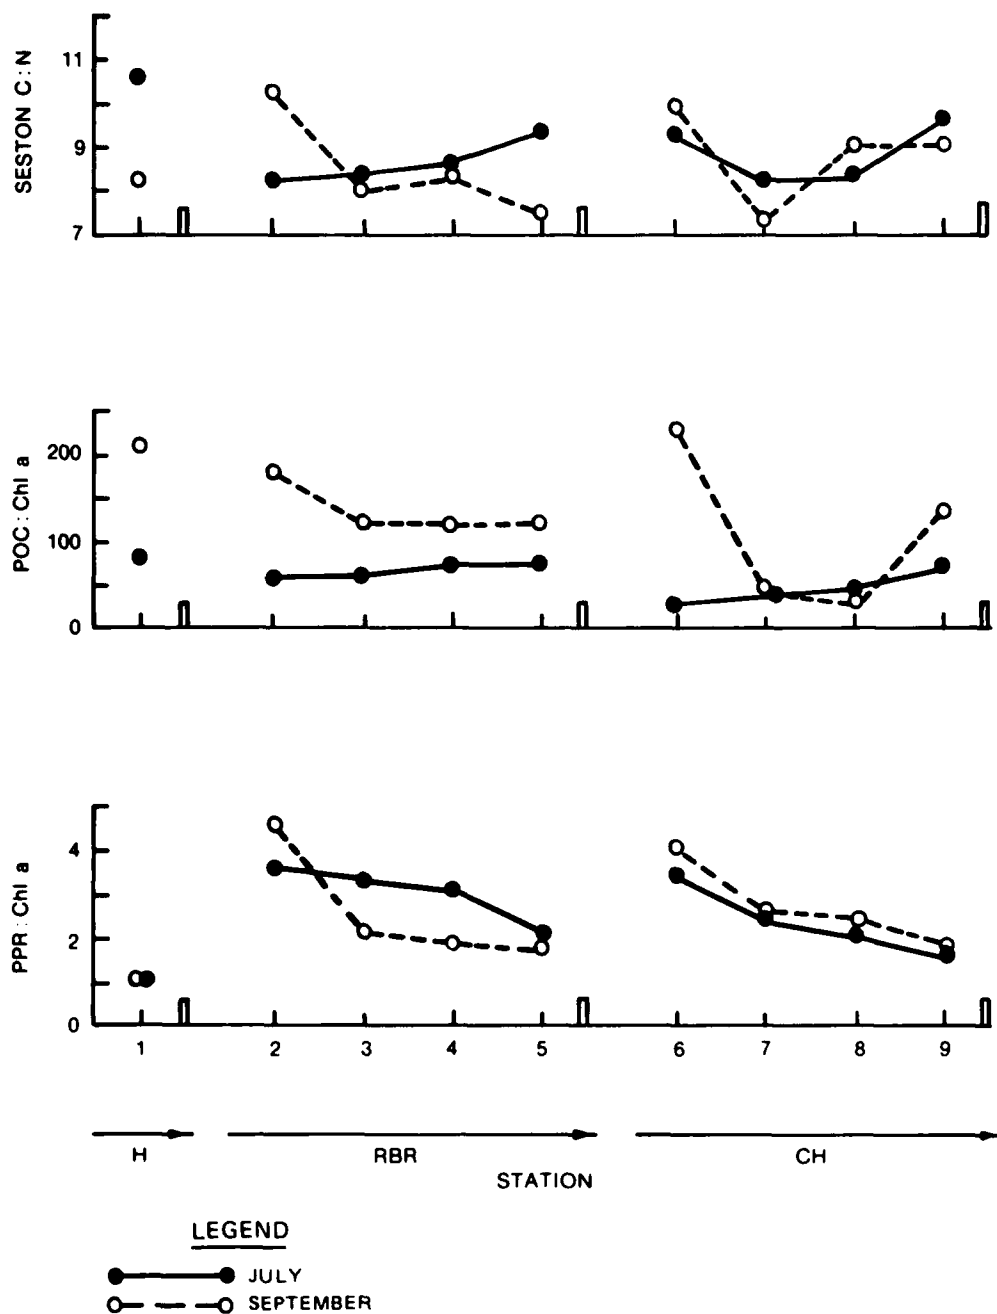 SESTON C:N
11
9
7
POC:Chl a
200
100
0
PPR:Chl a
4
2
0
1 2 3 4 5 6 7 8 9
H RBR CH
STATION
LEGEND
JULY
SEPTEMBER